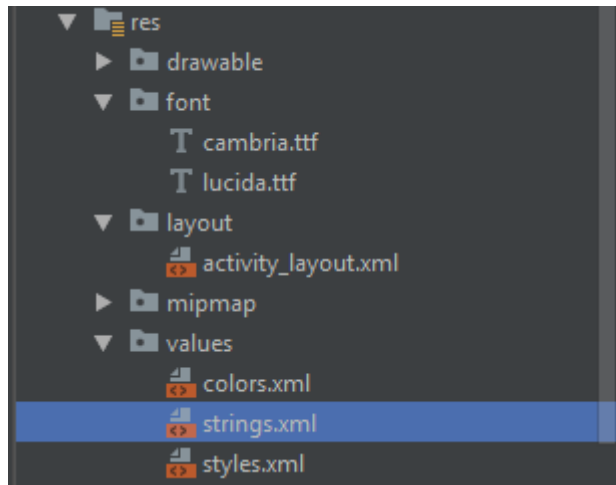 res
drawable
font
cambria.ttf
lucida.ttf
layout
activity_layout.xml
mipmap
values
colors.xml
strings.xml
styles.xml